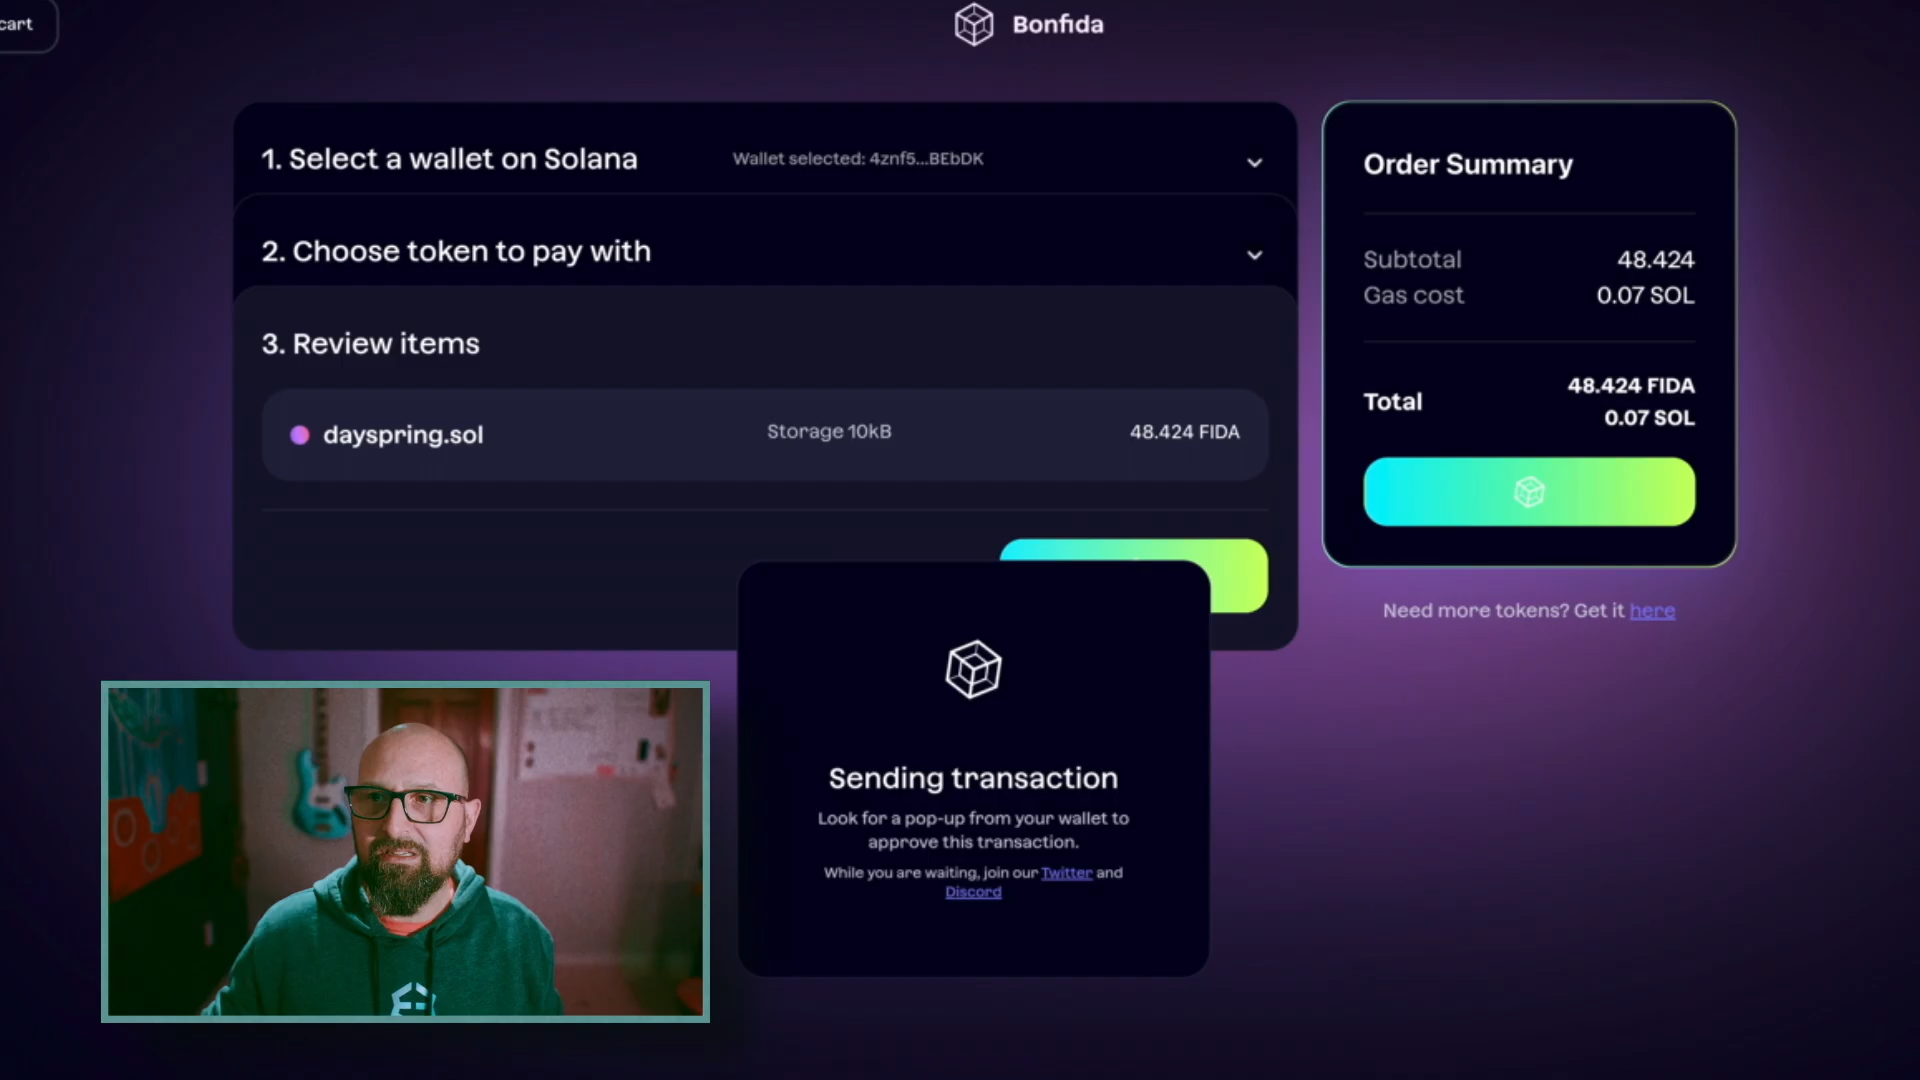 cart
Bonfida
1. Select a wallet on Solana
Wallet selected: 4znf5...BEbDK
2. Choose token to pay with
3. Review items
dayspring.sol
Storage 10kB
48.424 FIDA
Order Summary
Subtotal 48.424
Gas cost 0.07 SOL
Total 48.424 FIDA
0.07 SOL
Need more tokens? Get it here
Sending transaction
Look for a pop-up from your wallet to
approve this transaction.
While you are waiting, join our Twitter and
Discord